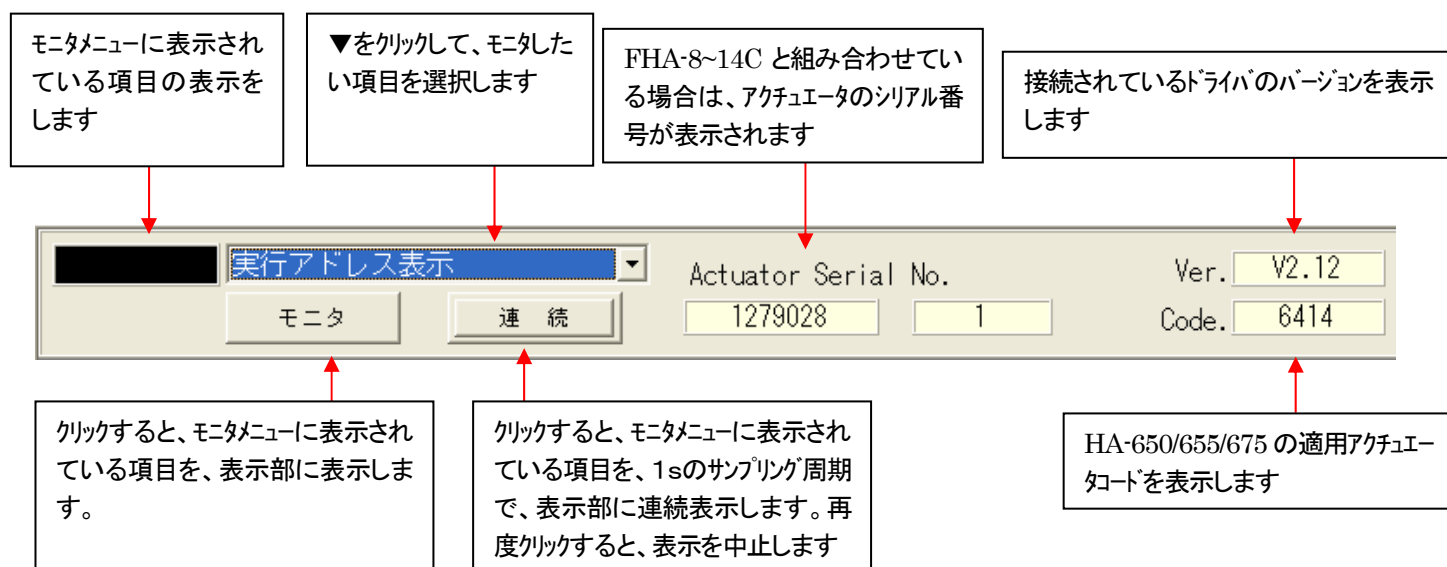 ﾓﾆﾀﾒﾆｭｰに表示され
ている項目の表示を
します
▼をｸﾘｯｸして、ﾓﾆﾀした
い項目を選択します
FHA-8~14C と組み合わせてい
る場合は、ｱｸﾁｭｴｰﾀのｼﾘｱﾙ番
号が表示されます
接続されているﾄﾞﾗｲﾊﾞのﾊﾞｰｼﾞｮﾝを表示
します
実行アドレス表示
モニタ
連 続
Actuator Serial No.
1279028
1
Ver.
V2.12
Code.
6414
ｸﾘｯｸすると、ﾓﾆﾀﾒﾆｭｰに表示され
ている項目を、表示部に表示しま
す。
ｸﾘｯｸすると、ﾓﾆﾀﾒﾆｭｰに表示され
ている項目を、１ｓのｻﾝﾌﾟﾘﾝｸﾞ周期
で、表示部に連続表示します。再
度ｸﾘｯｸすると、表示を中止します
HA-650/655/675 の適用ｱｸﾁｭｴｰ
ﾀｺｰﾄﾞを表示します